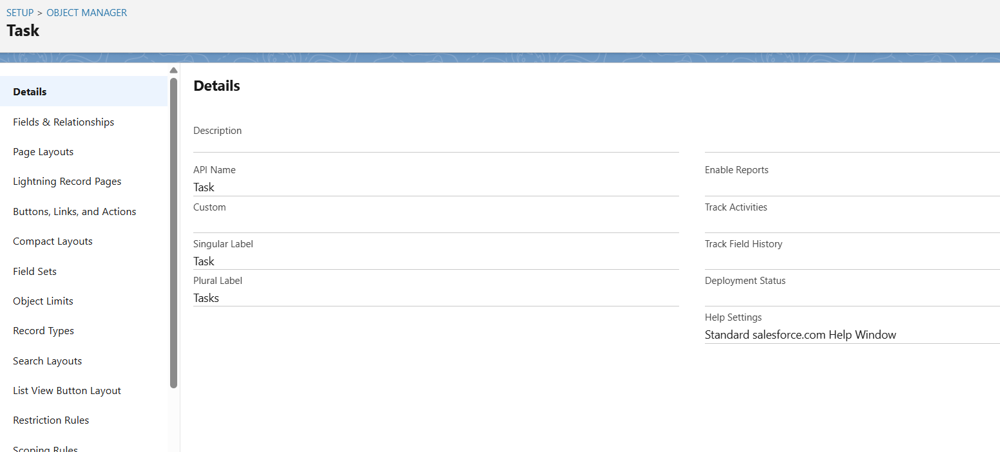 SETUP > OBJECT MANAGER
Task
Details
Fields & Relationships
Page Layouts
Lightning Record Pages
Buttons, Links, and Actions
Compact Layouts
Field Sets
Object Limits
Record Types
Search Layouts
List View Button Layout
Restriction Rules
Scoping Rules
Details
Description
API Name
Task
Custom
Singular Label
Task
Plural Label
Tasks
Enable Reports
Track Activities
Track Field History
Deployment Status
Help Settings
Standard salesforce.com Help Window